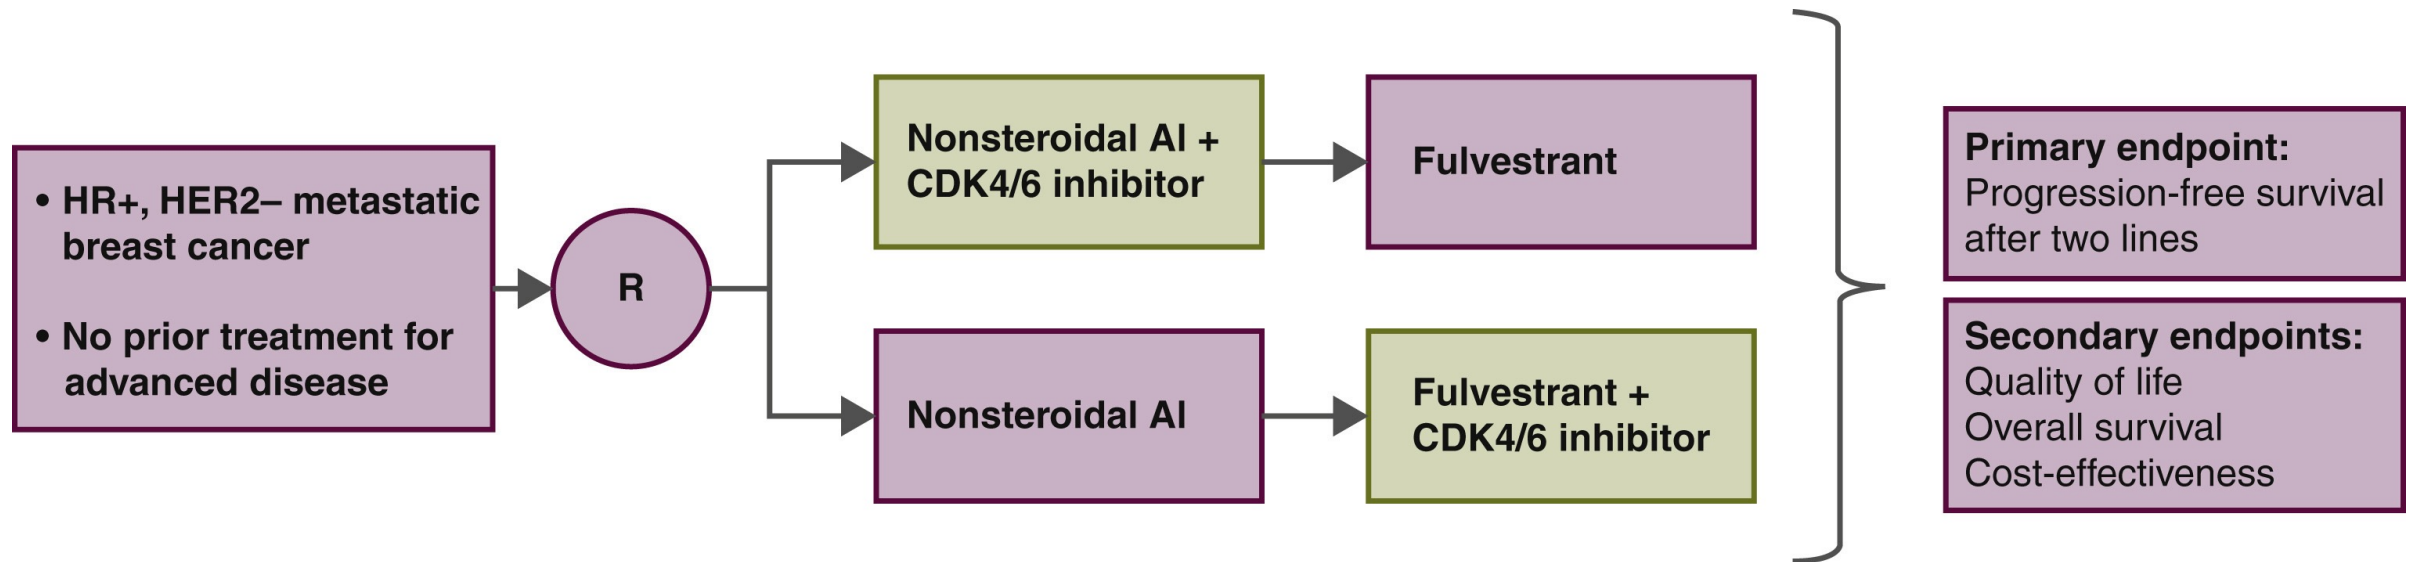 • HR+, HER2– metastatic
breast cancer
• No prior treatment for
advanced disease
R
Nonsteroidal AI +
CDK4/6 inhibitor
Fulvestrant
Nonsteroidal AI
Fulvestrant +
CDK4/6 inhibitor
Primary endpoint:
Progression-free survival
after two lines
Secondary endpoints:
Quality of life
Overall survival
Cost-effectiveness